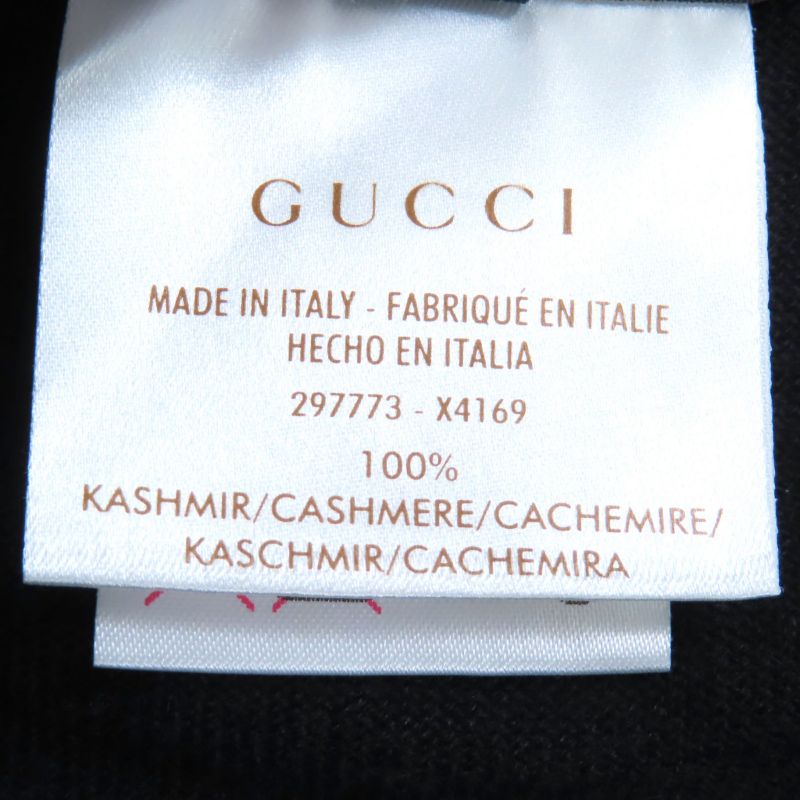 GUCCI
MADE IN ITALY - FABRIQUÉ EN ITALIE
HECHO EN ITALIA
297773 - X4169
100%
KASHMIR/CASHMERE/CACHEMIRE/
KASCHMIR/CACHEMIRA